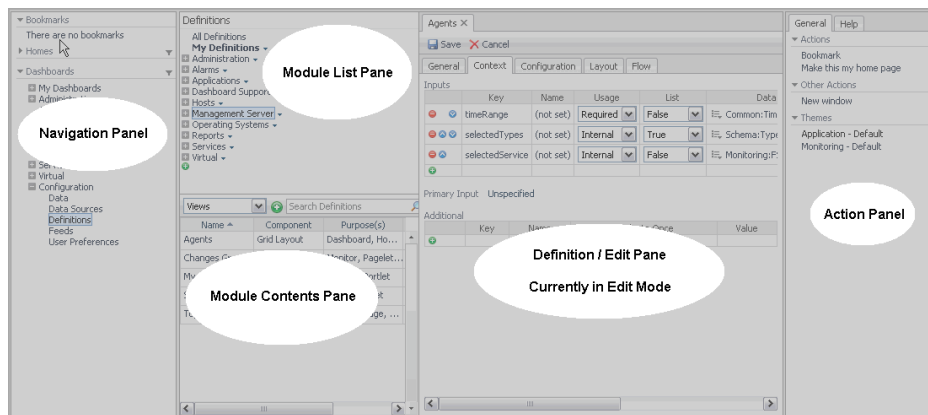 Bookmarks
There are no bookmarks
Homes
Dashboards
My Dashboards
Navigation Panel
Virtual
Configuration
Data
Data Sources
Definitions
Feeds
User Preferences
Definitions
All Definitions
My Definitions
Administration
Alarms
Applications
Dashboard Support
Hosts
Management Server
Operating Systems
Reports
Services
Virtual
Module List Pane
Views
Search Definitions
Name Component Purpose(s)
Agents Grid Layout Dashboard, Ho...
Monitor, Pagelet...
Module Contents Pane
Agents
Save Cancel
General Context Configuration Layout Flow
Inputs
Key Name Usage List Data
timeRange (not set) Required False Common:Tim
selectedTypes (not set) Internal True Schema:Type
selectedService (not set) Internal False Monitoring:F
Primary Input Unspecified
Additional
Key Once Value
Definition / Edit Pane
Currently in Edit Mode
General Help
Actions
Bookmark
Make this my home page
Other Actions
New window
Themes
Application - Default
Monitoring - Default
Action Panel